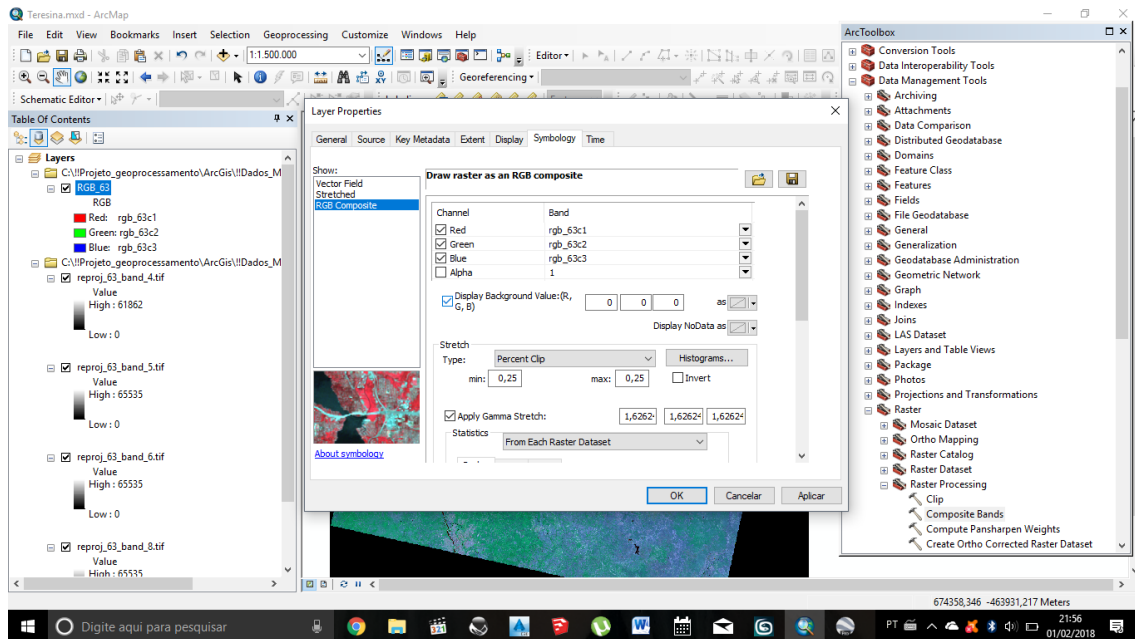 Teresina.mxd - ArcMap
File Edit View Bookmarks Insert Selection Geoprocessing Customize Windows Help
1:1.500.000
Editor
Georeferencing
Schematic Editor
Table Of Contents
Layers
C:\!!Projeto_geoprocessamento\ArcGis\!!Dados_M
RGB_63
RGB
Red: rgb_63c1
Green: rgb_63c2
Blue: rgb_63c3
C:\!!Projeto_geoprocessamento\ArcGis\!!Dados_M
reproj_63_band_4.tif
Value
High : 61862
Low : 0
reproj_63_band_5.tif
Value
High : 65535
Low : 0
reproj_63_band_6.tif
Value
High : 65535
Low : 0
reproj_63_band_8.tif
Value
High : 65535
Layer Properties
General Source Key Metadata Extent Display Symbology Time
Show:
Vector Field
Stretched
RGB Composite
About symbology
Draw raster as an RGB composite
Channel Band
Red rgb_63c1
Green rgb_63c2
Blue rgb_63c3
Alpha 1
Display Background Value:(R, G, B) 0 0 0 as
Display NoData as
Stretch
Type: Percent Clip Histograms...
min: 0,25 max: 0,25 Invert
Apply Gamma Stretch: 1,6262 1,6262 1,6262
Statistics
From Each Raster Dataset
OK Cancelar Aplicar
ArcToolbox
Conversion Tools
Data Interoperability Tools
Data Management Tools
Archiving
Attachments
Data Comparison
Distributed Geodatabase
Domains
Feature Class
Features
Fields
File Geodatabase
General
Generalization
Geodatabase Administration
Geometric Network
Graph
Indexes
Joins
LAS Dataset
Layers and Table Views
Package
Photos
Projections and Transformations
Raster
Mosaic Dataset
Ortho Mapping
Raster Catalog
Raster Dataset
Raster Processing
Clip
Composite Bands
Compute Pansharpen Weights
Create Ortho Corrected Raster Dataset
674358,346 -463931,217 Meters
Digite aqui para pesquisar
PT
21:56
01/02/2018